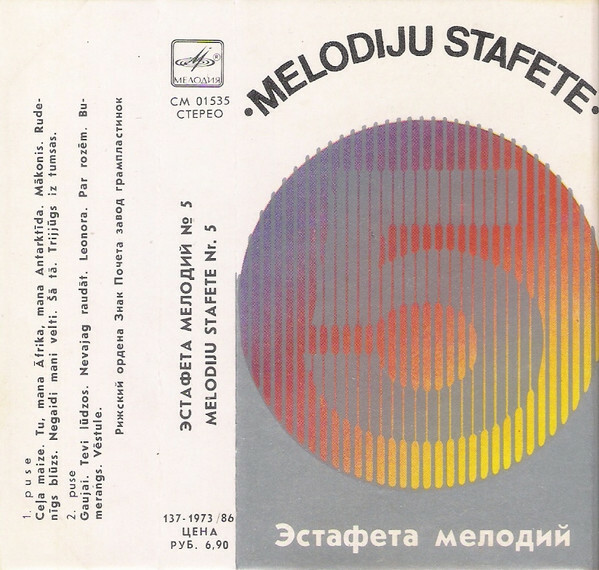 1. puse
Ceļa maize. Tu, mana Āfrika, mana Antarktīda. Mākonis. Rude-
nīgs blūzs. Negaidi mani velti. Šā tā. Trijjūgs iz tumsas.
2. puse
Gaujai. Tevi lūdzos. Nevajag raudāt. Leonora. Par rozēm. Bu-
merangs. Vēstule.
Рижский ордена Знак Почета завод грампластинок
МЕЛОДИЯ
СМ 01535
СТЕРЕО
ЭСТАФЕТА МЕЛОДИЙ № 5
MELODIJU STAFETE Nr. 5
137-1973/86
ЦЕНА
РУБ. 6,90
•MELODIJU STAFETE•
5
Эстафета мелодий